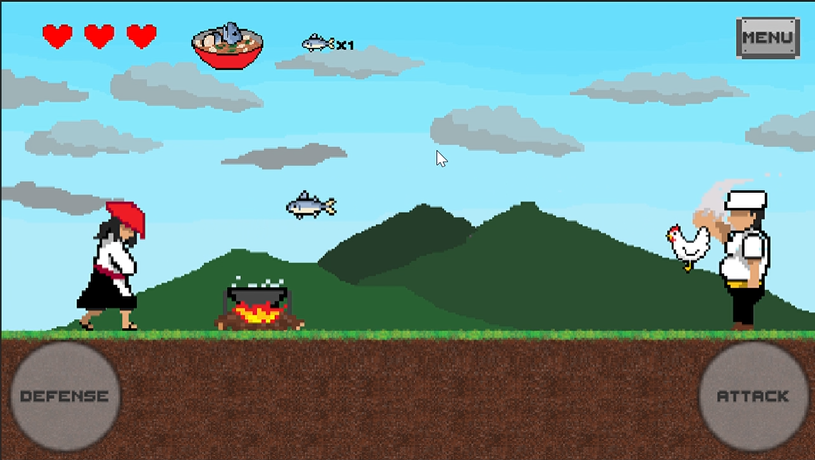 X1
MENU
DEFENSE
ATTACK